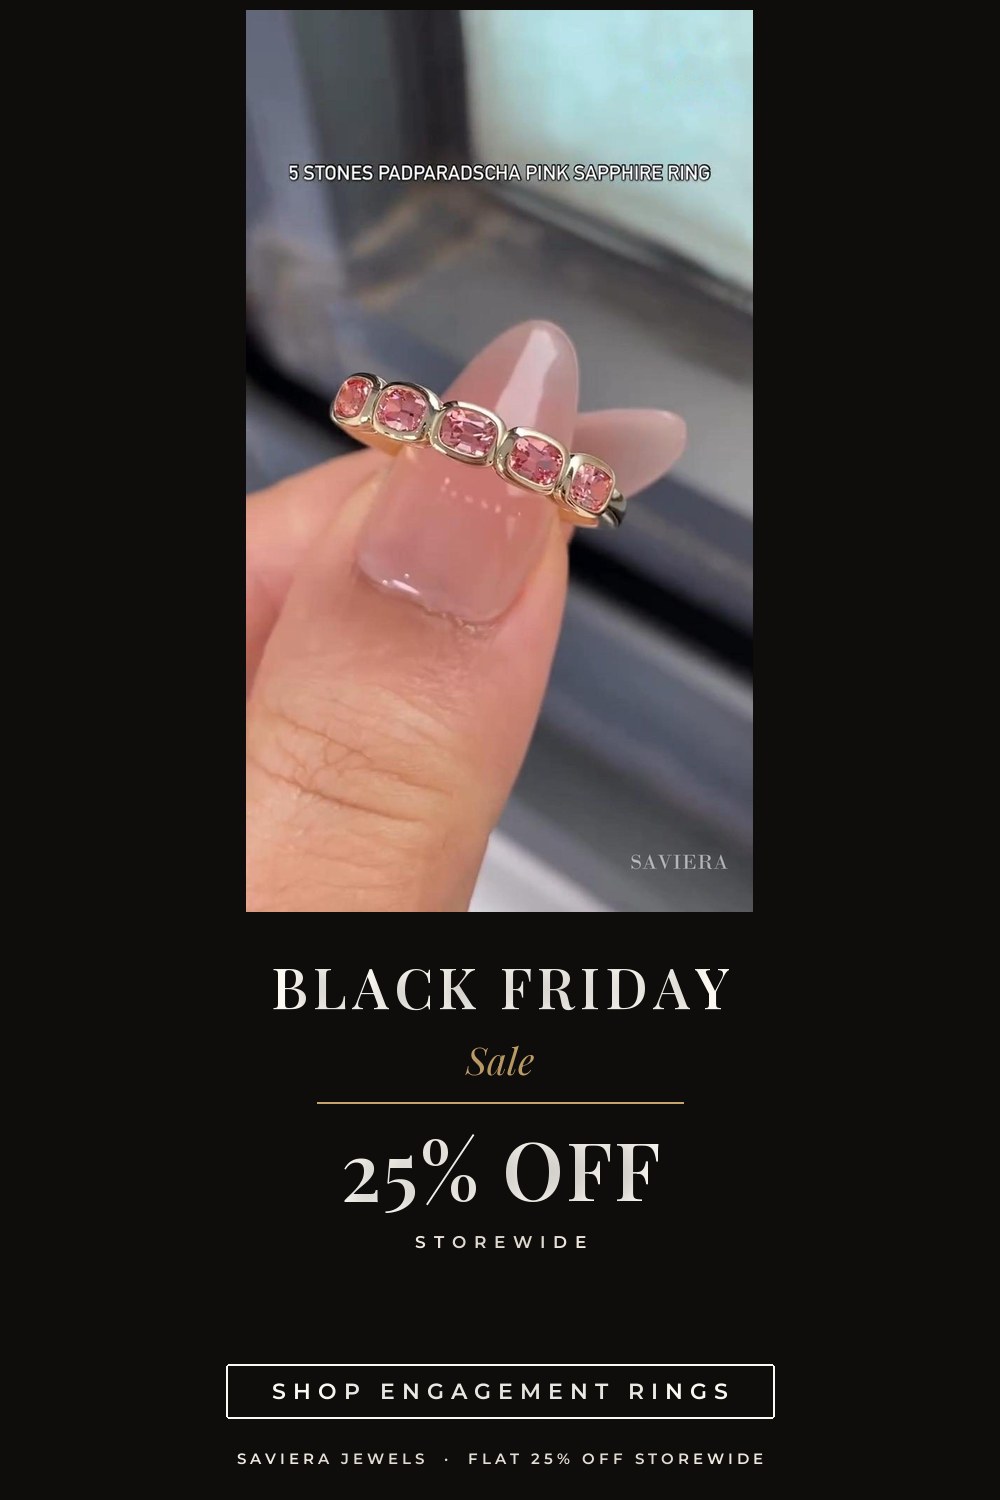 5 STONES PADPARADSCHA PINK SAPPHIRE RING
SAVIERA
BLACK FRIDAY
Sale
25% OFF
STOREWIDE
SHOP ENGAGEMENT RINGS
SAVIERA JEWELS · FLAT 25% OFF STOREWIDE